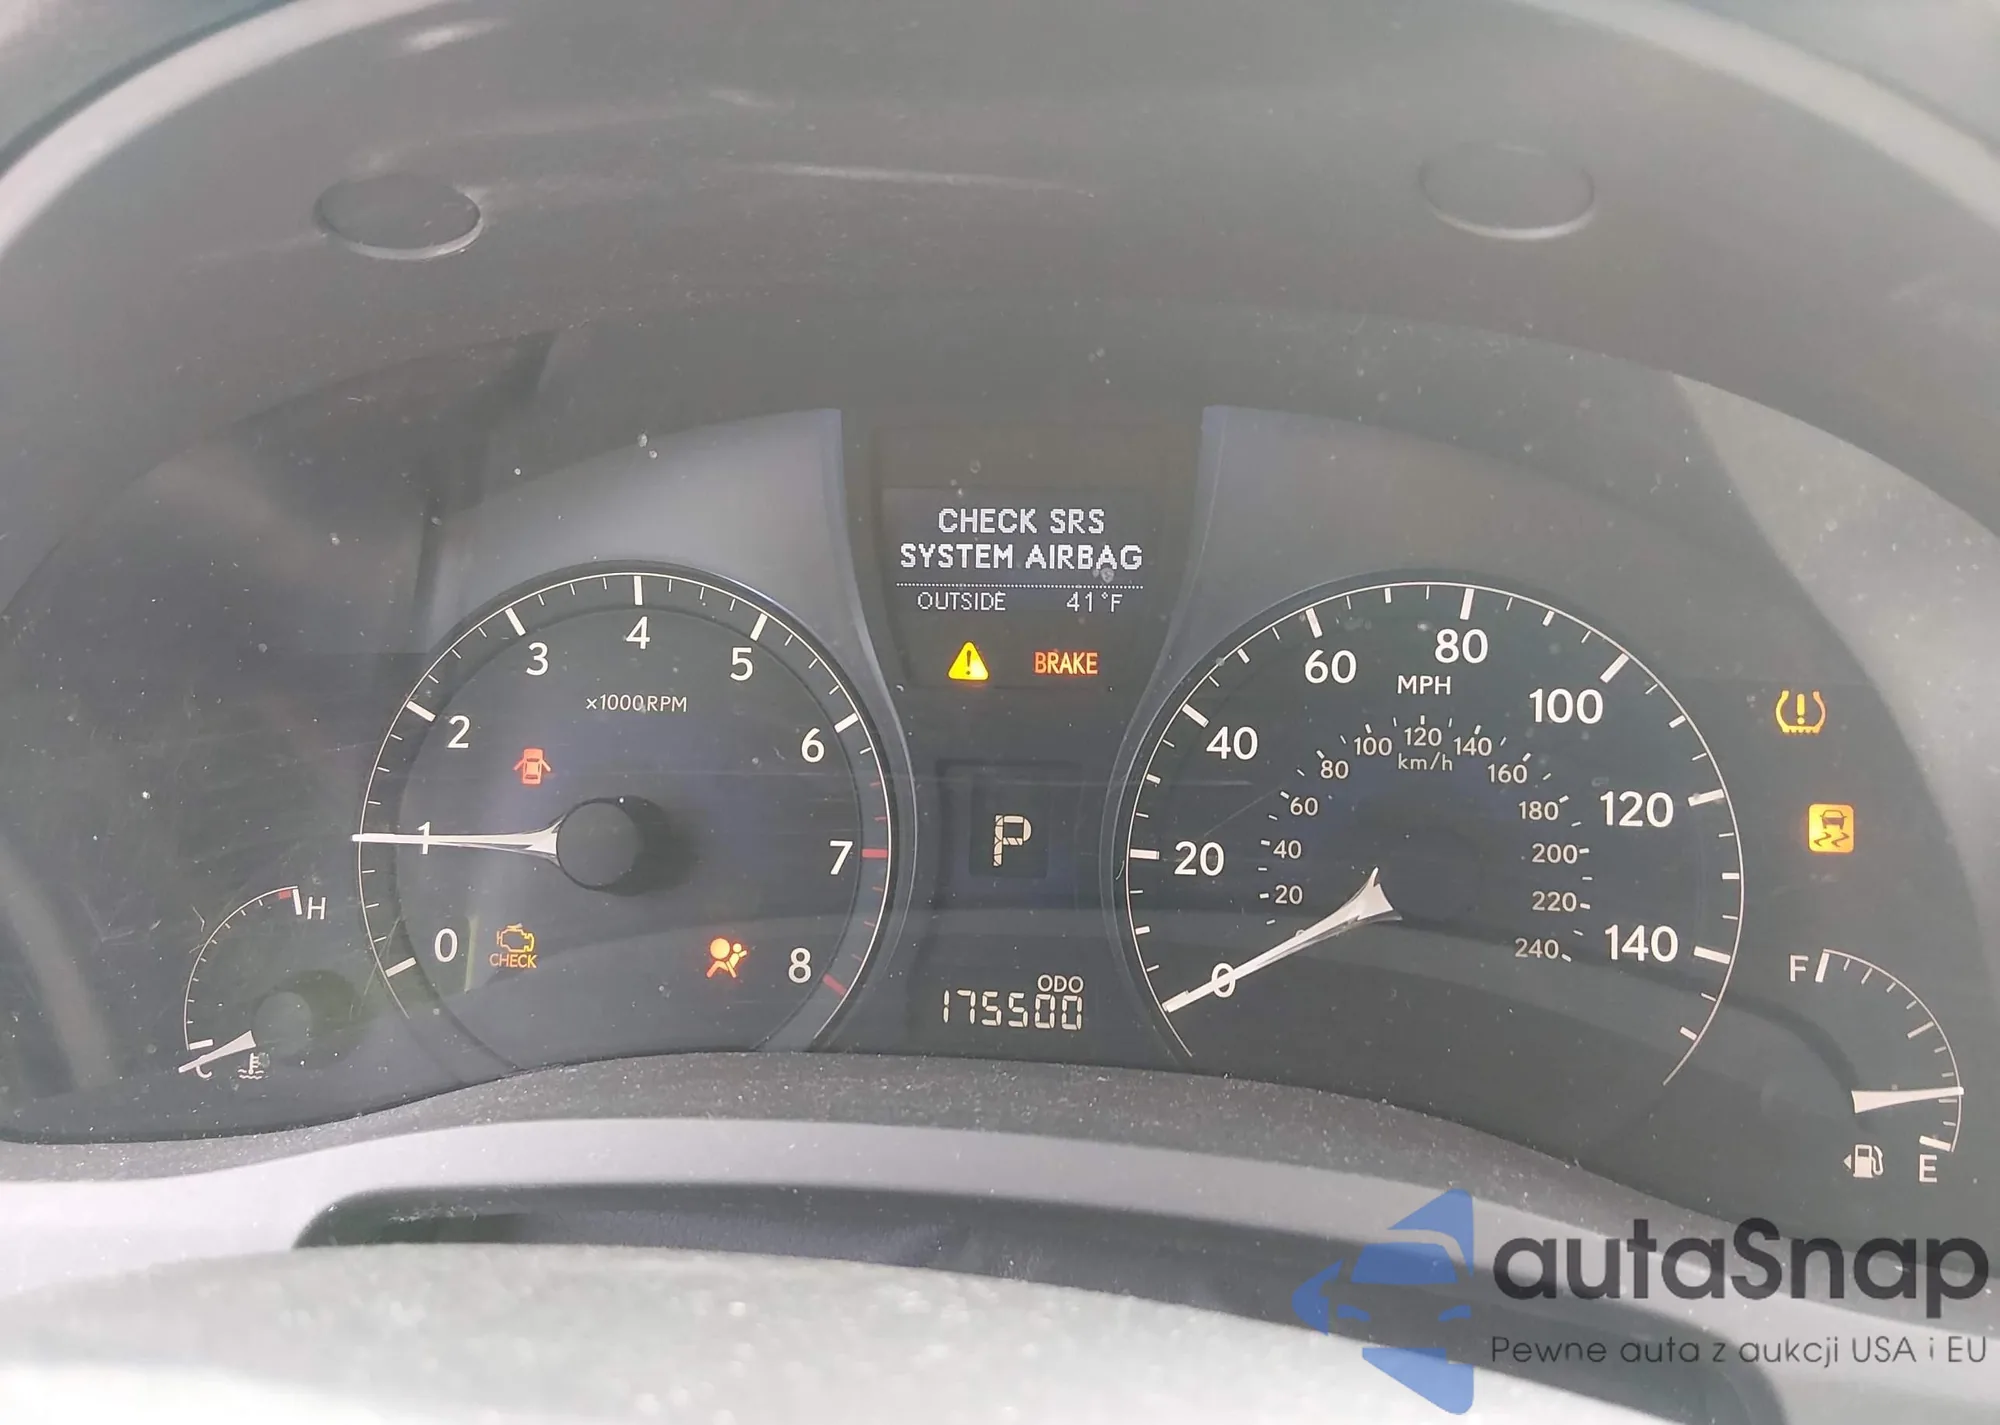 CHECK SRS
SYSTEM AIRBAG
OUTSIDE 41°F
BRAKE
0 1 2 3 4 5 6 7 8
x1000RPM
CHECK
H
C
P
ODO
175500
0 20 40 60 80 100 120 140
MPH
20 40 60 80 100 120 140 160 180 200 220 240
km/h
F
E
autaSnap
Pewne auta z aukcji USA i EU